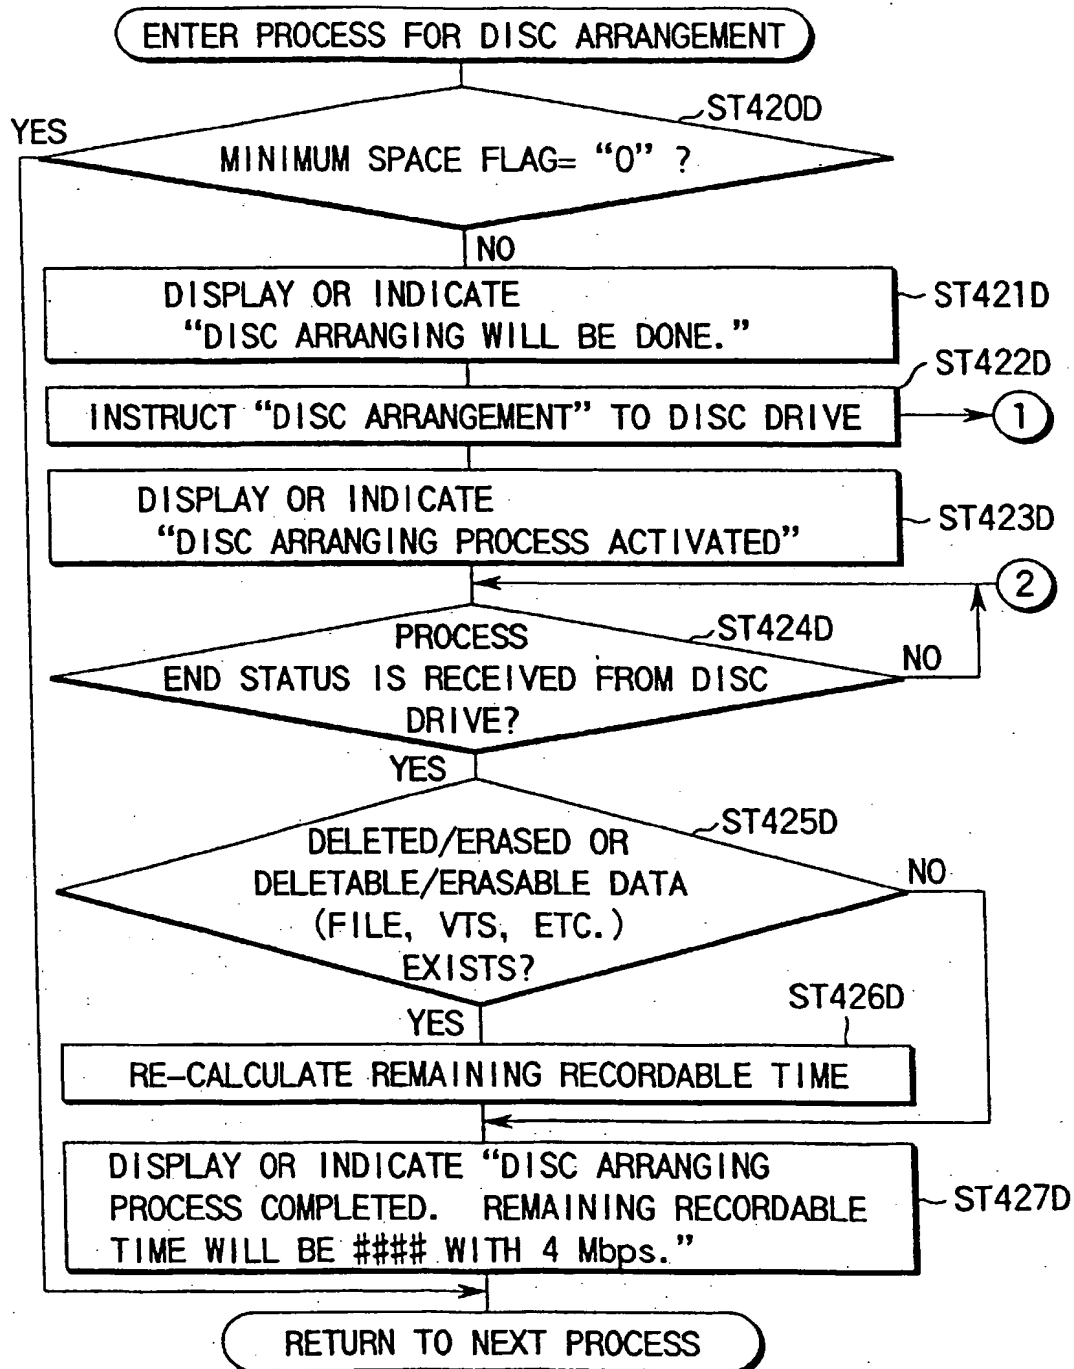 ENTER PROCESS FOR DISC ARRANGEMENT
ST420D
YES
MINIMUM SPACE FLAG= “0” ?
NO
DISPLAY OR INDICATE
“DISC ARRANGING WILL BE DONE.”
ST421D
ST422D
INSTRUCT “DISC ARRANGEMENT” TO DISC DRIVE
1
DISPLAY OR INDICATE
“DISC ARRANGING PROCESS ACTIVATED”
ST423D
2
ST424D
PROCESS
END STATUS IS RECEIVED FROM DISC
DRIVE?
NO
YES
ST425D
DELETED/ERASED OR
DELETABLE/ERASABLE DATA
(FILE, VTS, ETC.)
EXISTS?
NO
YES
ST426D
RE-CALCULATE REMAINING RECORDABLE TIME
DISPLAY OR INDICATE “DISC ARRANGING
PROCESS COMPLETED. REMAINING RECORDABLE
TIME WILL BE #### WITH 4 Mbps.”
ST427D
RETURN TO NEXT PROCESS